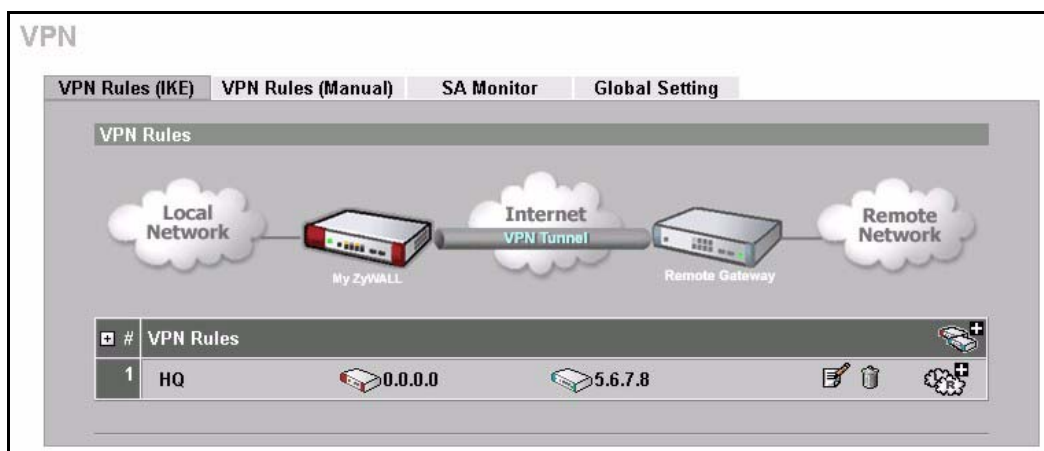 VPN
VPN Rules (IKE) VPN Rules (Manual) SA Monitor Global Setting
VPN Rules
Local
Network
My ZyWALL
Internet
VPN Tunnel
Remote Gateway
Remote
Network
# VPN Rules
1 HQ 0.0.0.0 5.6.7.8